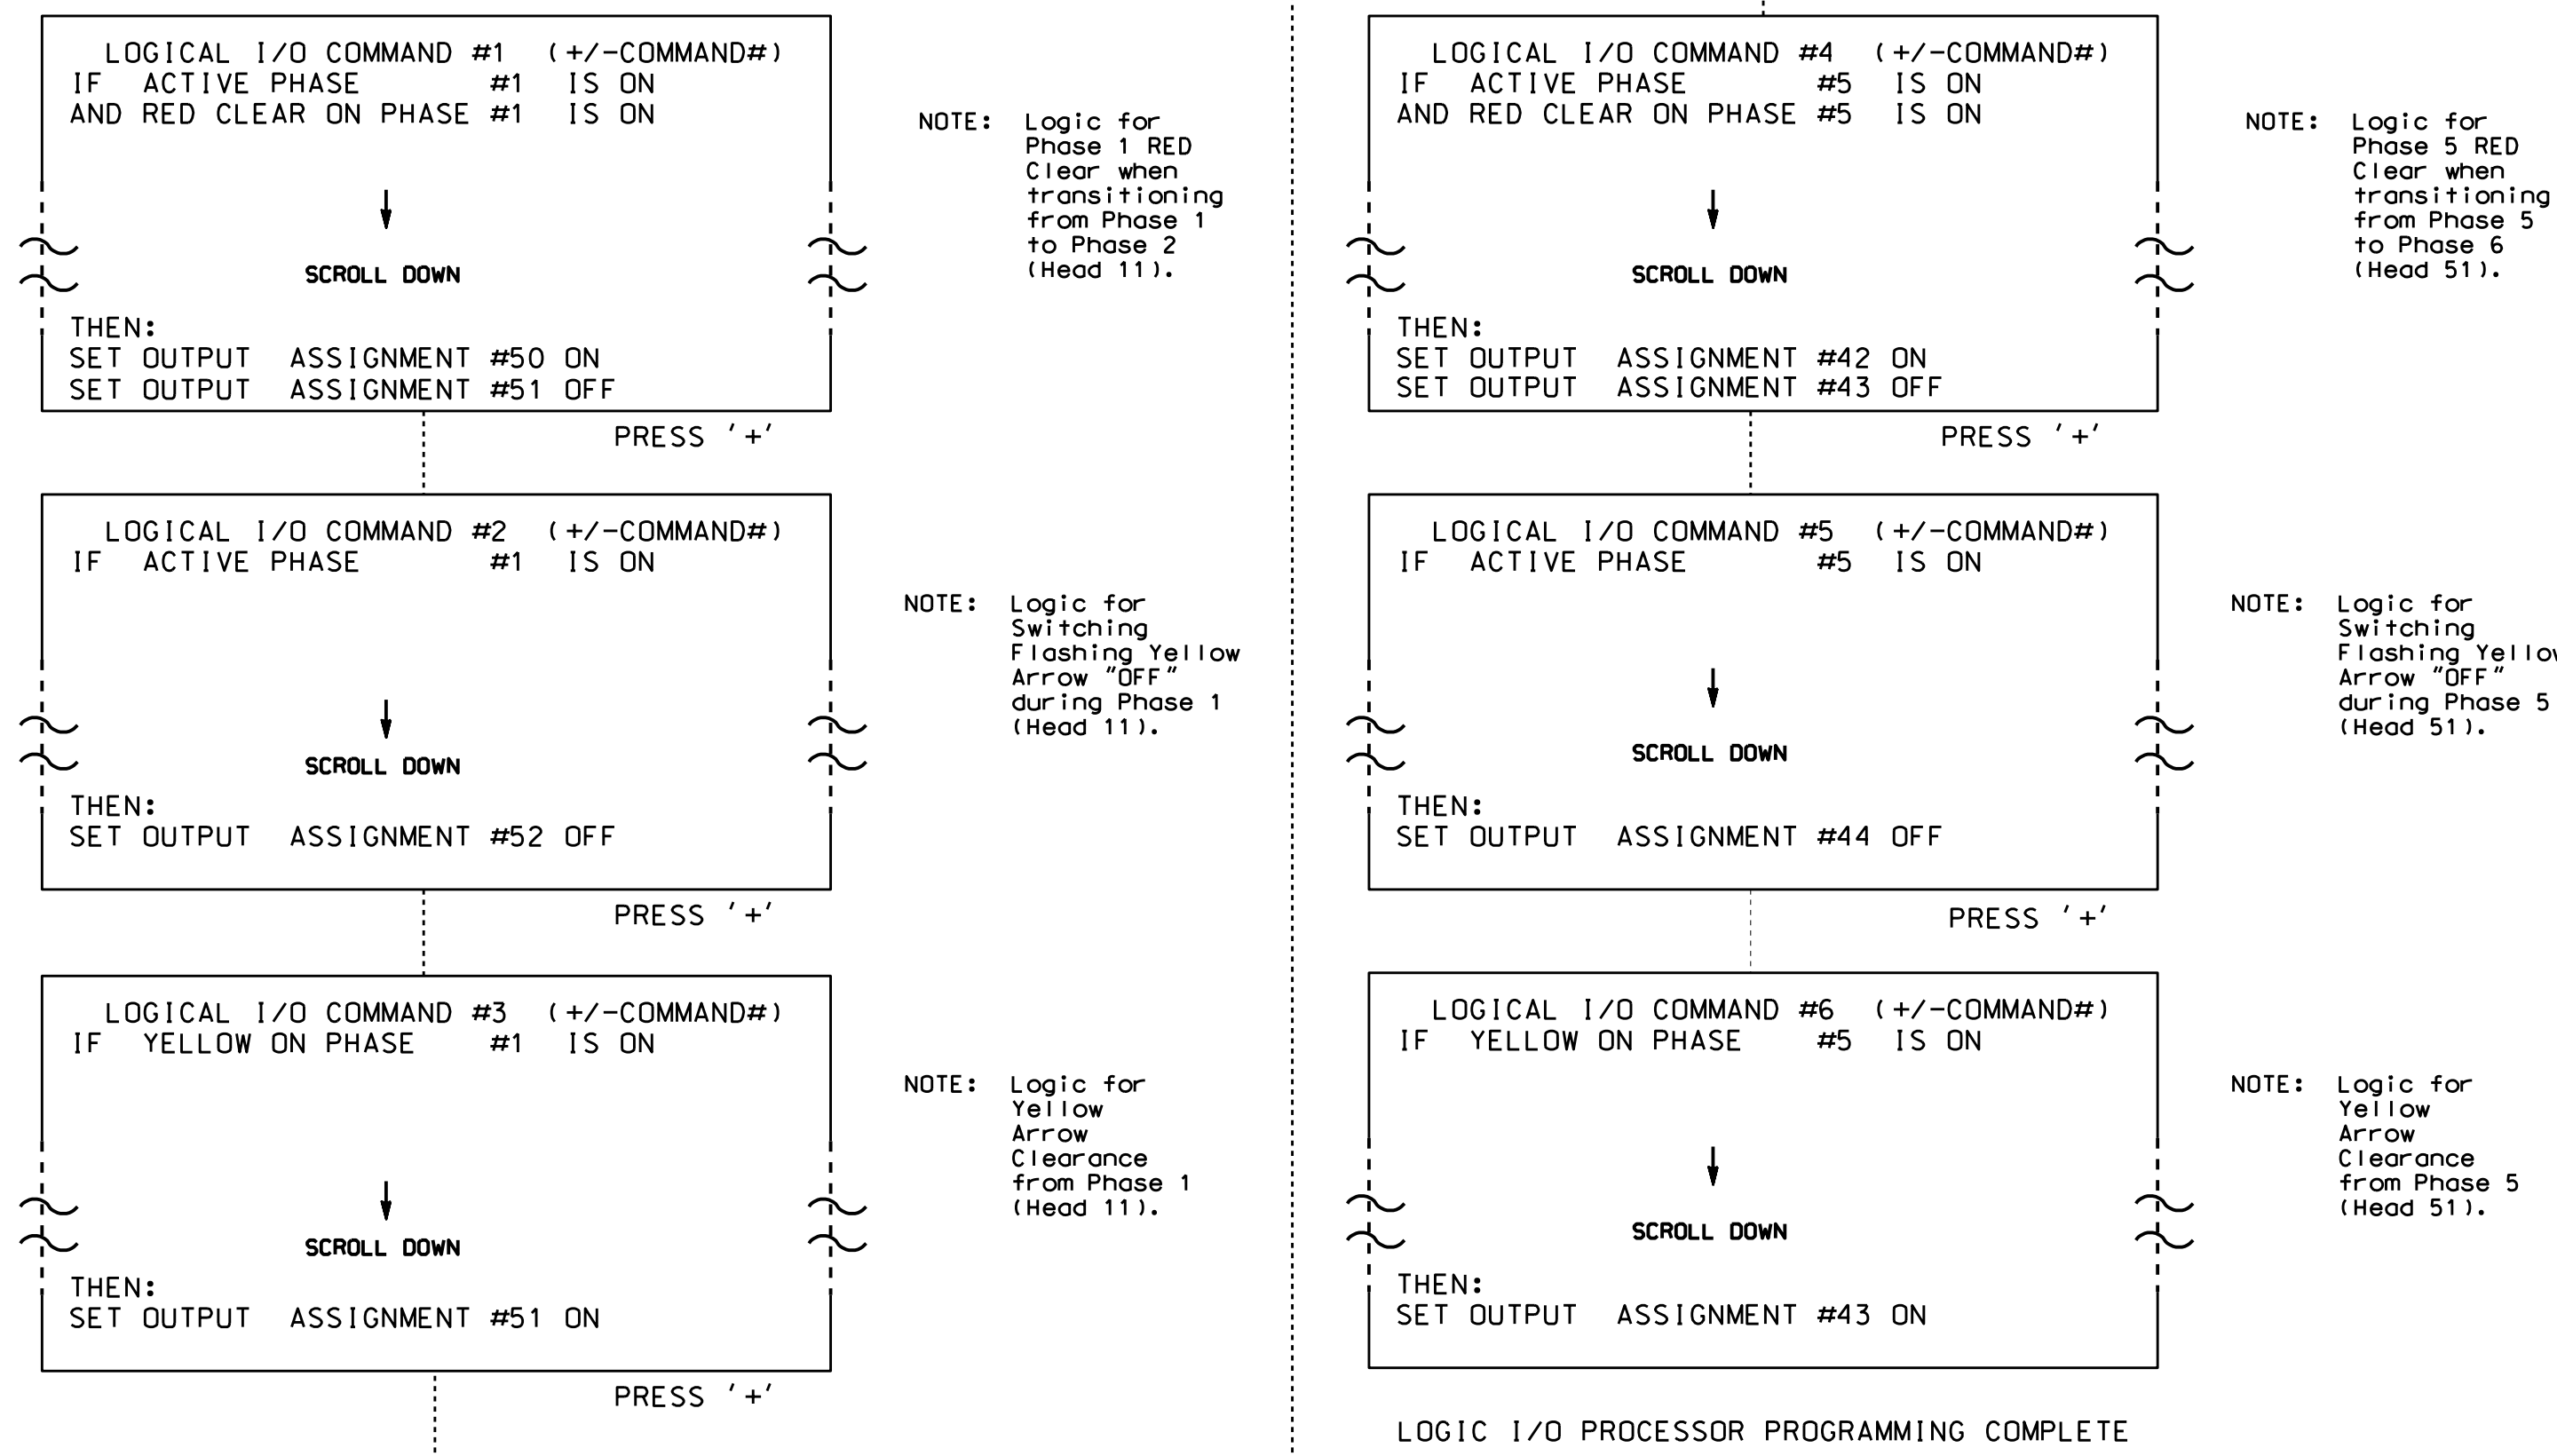 LOGICAL I/O COMMAND #1 (+/-COMMAND#)
IF ACTIVE PHASE #1 IS ON
AND RED CLEAR ON PHASE #1 IS ON
SCROLL DOWN
THEN:
SET OUTPUT ASSIGNMENT #50 ON
SET OUTPUT ASSIGNMENT #51 OFF
PRESS '+'
NOTE: Logic for
Phase 1 RED
Clear when
transitioning
from Phase 1
to Phase 2
(Head 11).
LOGICAL I/O COMMAND #2 (+/-COMMAND#)
IF ACTIVE PHASE #1 IS ON
SCROLL DOWN
THEN:
SET OUTPUT ASSIGNMENT #52 OFF
PRESS '+'
NOTE: Logic for
Switching
Flashing Yellow
Arrow "OFF"
during Phase 1
(Head 11).
LOGICAL I/O COMMAND #3 (+/-COMMAND#)
IF YELLOW ON PHASE #1 IS ON
SCROLL DOWN
THEN:
SET OUTPUT ASSIGNMENT #51 ON
PRESS '+'
NOTE: Logic for
Yellow
Arrow
Clearance
from Phase 1
(Head 11).
LOGICAL I/O COMMAND #4 (+/-COMMAND#)
IF ACTIVE PHASE #5 IS ON
AND RED CLEAR ON PHASE #5 IS ON
SCROLL DOWN
THEN:
SET OUTPUT ASSIGNMENT #42 ON
SET OUTPUT ASSIGNMENT #43 OFF
PRESS '+'
NOTE: Logic for
Phase 5 RED
Clear when
transitioning
from Phase 5
to Phase 6
(Head 51).
LOGICAL I/O COMMAND #5 (+/-COMMAND#)
IF ACTIVE PHASE #5 IS ON
SCROLL DOWN
THEN:
SET OUTPUT ASSIGNMENT #44 OFF
PRESS '+'
NOTE: Logic for
Switching
Flashing Yellow
Arrow "OFF"
during Phase 5
(Head 51).
LOGICAL I/O COMMAND #6 (+/-COMMAND#)
IF YELLOW ON PHASE #5 IS ON
SCROLL DOWN
THEN:
SET OUTPUT ASSIGNMENT #43 ON
NOTE: Logic for
Yellow
Arrow
Clearance
from Phase 5
(Head 51).
LOGIC I/O PROCESSOR PROGRAMMING COMPLETE